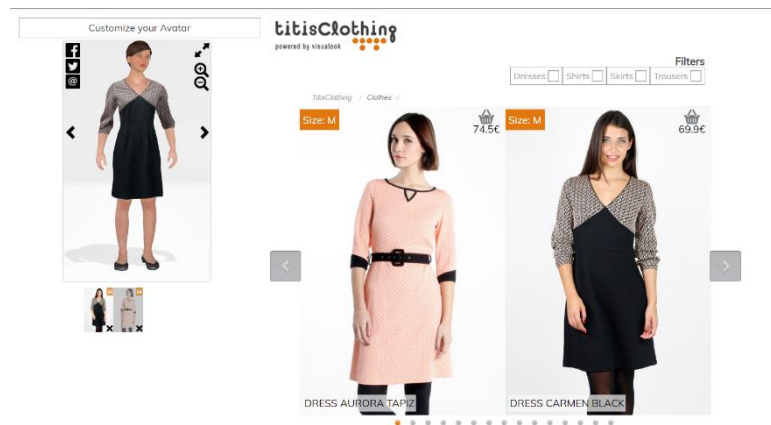 Customize your Avatar
titisClothing
powered by visualook
Filters
Dresses
Shirts
Skirts
Trousers
TitisClothing / Clothes /
Size: M
74.5€
Size: M
69.9€
M
M
DRESS AURORA TAPIZ
DRESS CARMEN BLACK